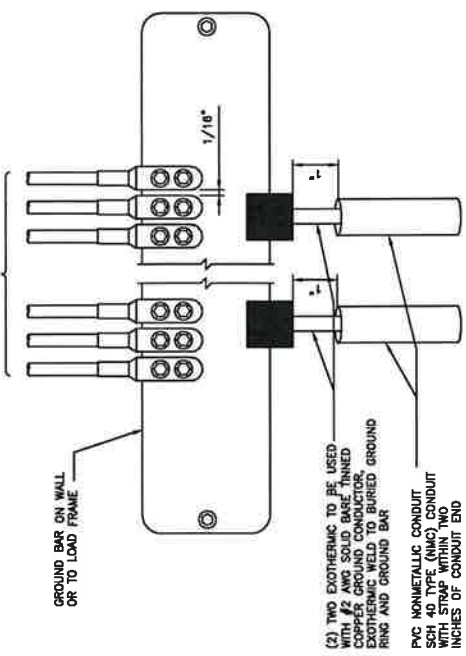 GROUND BAR ON WALL
OR TO LOAD FRAME
1/16"
1"
1"
(2) TWO EXOTHERMIC TO BE USED
WITH #2 AWG SOLID BARE TINNED
COPPER GROUND CONDUCTOR,
EXOTHERMIC WELD TO BURIED GROUND
RING AND GROUND BAR
PVC NONMETALLIC CONDUIT
SCH 40 TYPE (NMC) CONDUIT
WITH STRAP WITHIN TWO
INCHES OF CONDUIT END